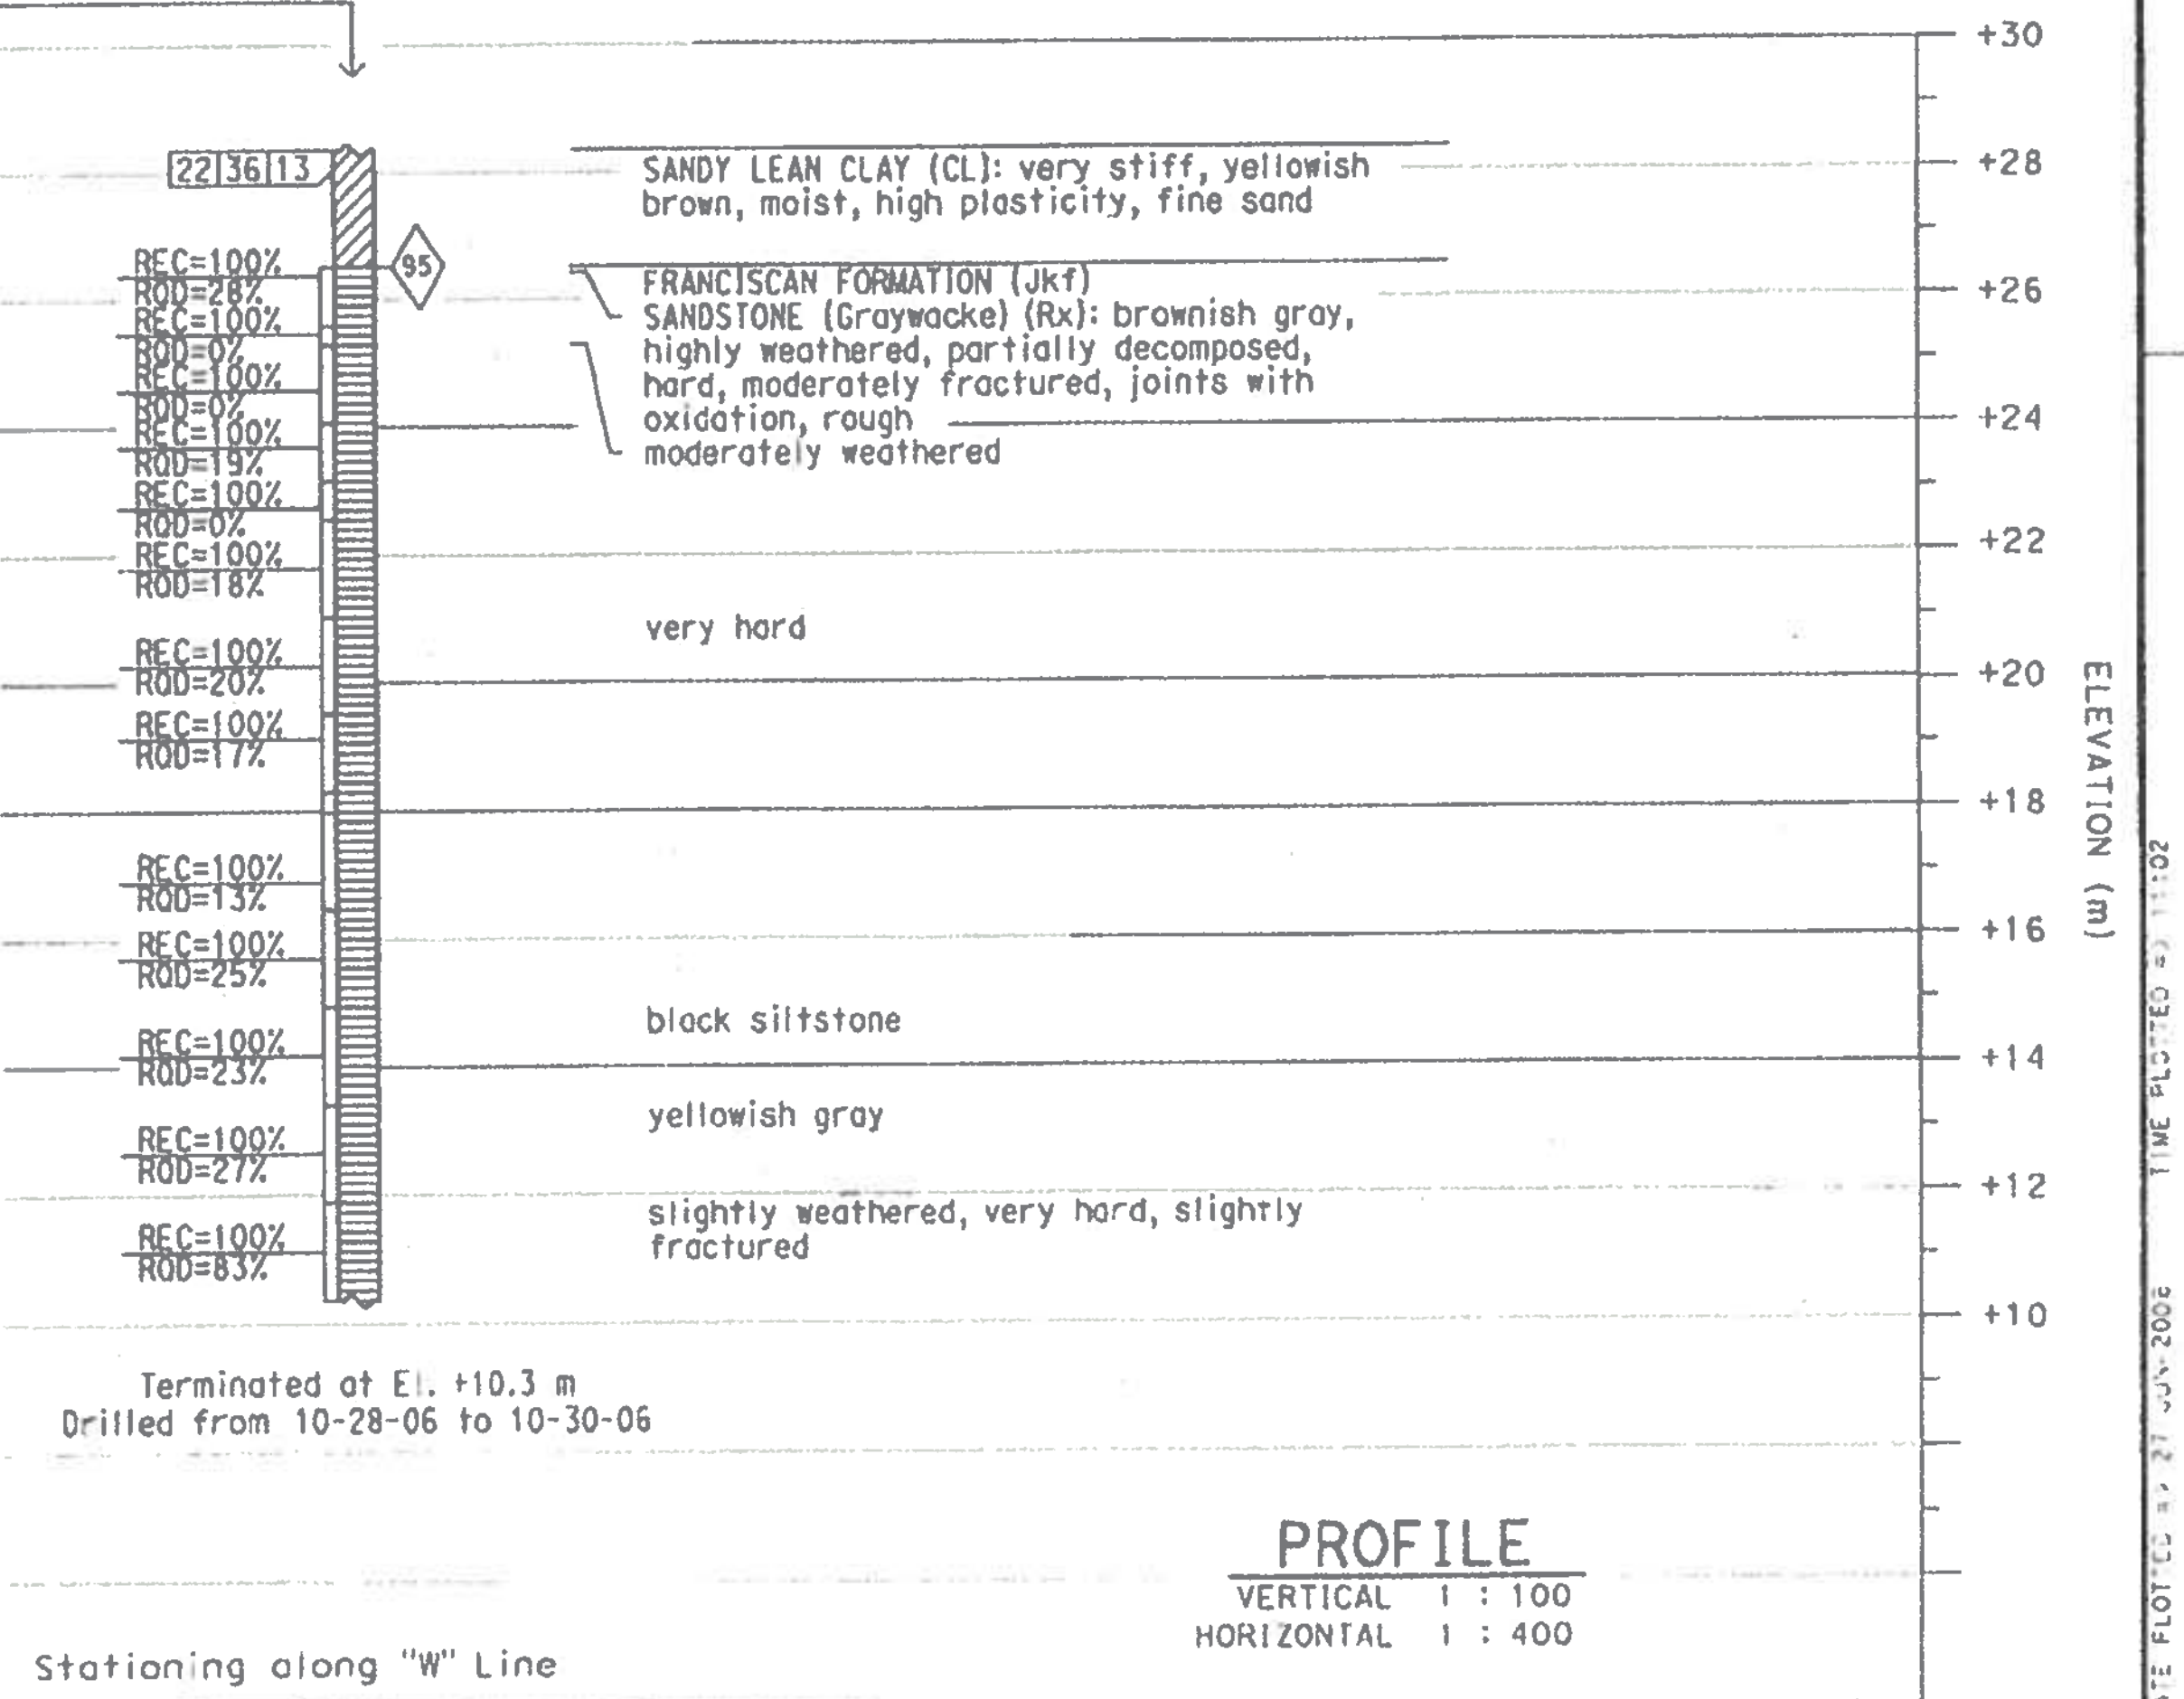 +30
22 36 13
SANDY LEAN CLAY (CL): very stiff, yellowish
brown, moist, high plasticity, fine sand
+28
REC=100%
RQD=28%
95
FRANCISCAN FORMATION (Jkf)
SANDSTONE (Graywacke) (Rx): brownish gray,
highly weathered, partially decomposed,
hard, moderately fractured, joints with
oxidation, rough
moderately weathered
+26
REC=100%
RQD=0%
REC=100%
RQD=0%
+24
REC=100%
RQD=19%
REC=100%
RQD=0%
+22
REC=100%
RQD=18%
very hard
REC=100%
RQD=20%
+20
REC=100%
RQD=17%
+18
ELEVATION (m)
REC=100%
RQD=13%
REC=100%
RQD=25%
+16
black siltstone
REC=100%
RQD=23%
+14
yellowish gray
REC=100%
RQD=27%
+12
slightly weathered, very hard, slightly
fractured
REC=100%
RQD=83%
+10
Terminated at El. +10.3 m
Drilled from 10-28-06 to 10-30-06
PROFILE
VERTICAL 1 : 100
HORIZONTAL 1 : 400
Stationing along "W" Line
TIME PLOTTED =>
PLOTTED => 27